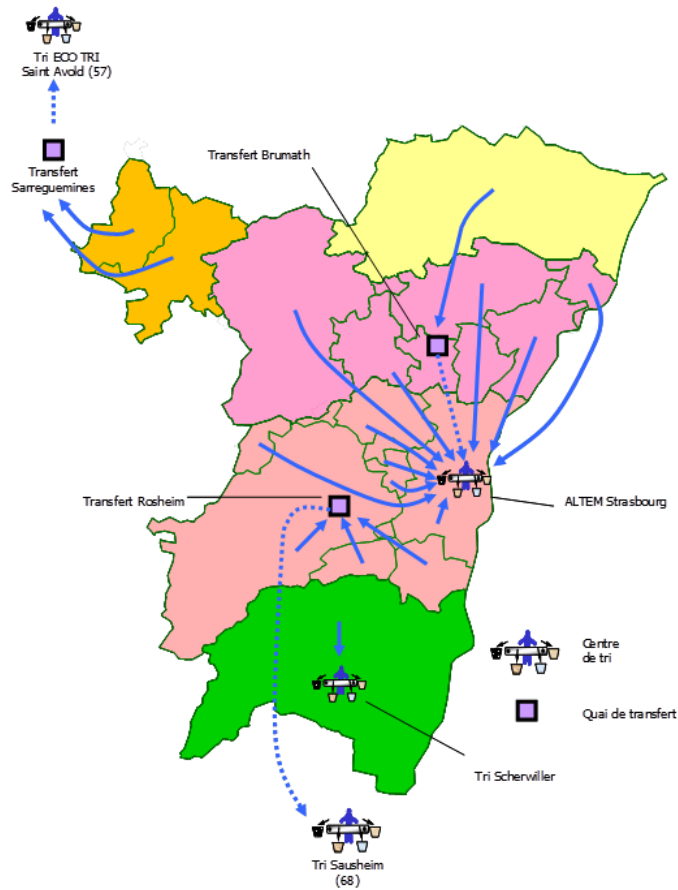 Tri ECO TRI
Saint Avold (57)
Transfert Brumath
Transfert
Sarreguemines
Transfert Rosheim
ALTEM Strasbourg
Centre
de tri
Quai de transfert
Tri Scherwiller
Tri Sausheim
(68)